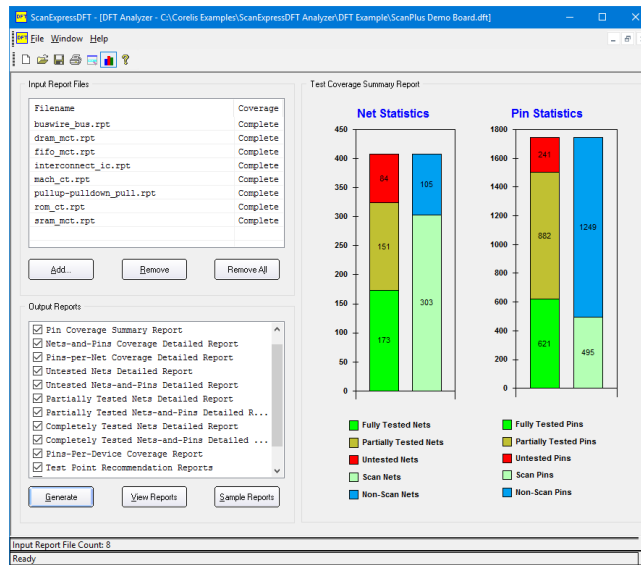 ScanExpressDFT - [DFT Analyzer - C:\Corelis Examples\ScanExpressDFT Analyzer\DFT Example\ScanPlus Demo Board.dft]
File Window Help
Input Report Files
Filename Coverage
buswire_bus.rpt Complete
dram_mct.rpt Complete
fifo_mct.rpt Complete
interconnect_ic.rpt Complete
mach_ct.rpt Complete
pullup-pulldown_pull.rpt Complete
rom_ct.rpt Complete
sram_mct.rpt Complete
Add... Remove Remove All
Output Reports
Pin Coverage Summary Report
Nets-and-Pins Coverage Detailed Report
Pins-per-Net Coverage Detailed Report
Untested Nets Detailed Report
Untested Nets-and-Pins Detailed Report
Partially Tested Nets Detailed Report
Partially Tested Nets-and-Pins Detailed R...
Completely Tested Nets Detailed Report
Completely Tested Nets-and-Pins Detailed ...
Pins-Per-Device Coverage Report
Test Point Recommendation Reports
Generate View Reports Sample Reports
Test Coverage Summary Report
Net Statistics
450
400
350
300
250
200
150
100
50
0
84
151
173
105
303
Fully Tested Nets
Partially Tested Nets
Untested Nets
Scan Nets
Non-Scan Nets
Pin Statistics
1800
1600
1400
1200
1000
800
600
400
200
0
241
882
621
1249
495
Fully Tested Pins
Partially Tested Pins
Untested Pins
Scan Pins
Non-Scan Pins
Input Report File Count: 8
Ready